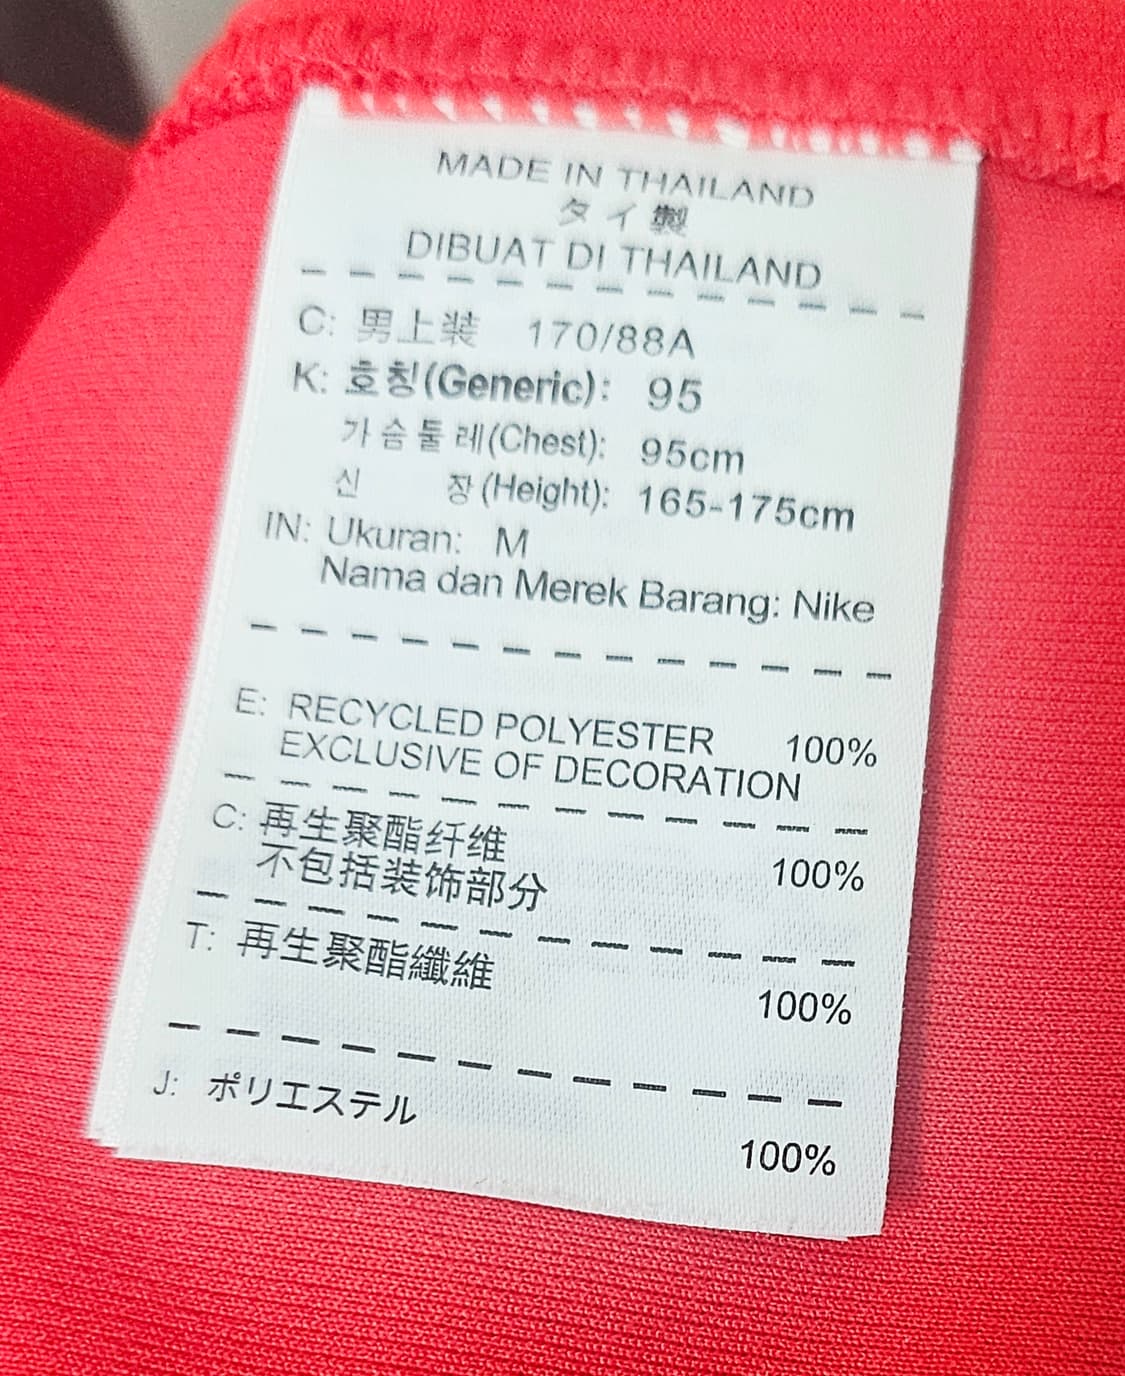 MADE IN THAILAND
タイ製
DIBUAT DI THAILAND
C: 男上装 170/88A
K: 호칭(Generic): 95
가슴둘레(Chest): 95cm
신 장(Height): 165-175cm
IN: Ukuran: M
Nama dan Merek Barang: Nike
E: RECYCLED POLYESTER 100%
EXCLUSIVE OF DECORATION
C: 再生聚酯纤维 100%
不包括装饰部分
T: 再生聚酯纖維 100%
J: ポリエステル 100%